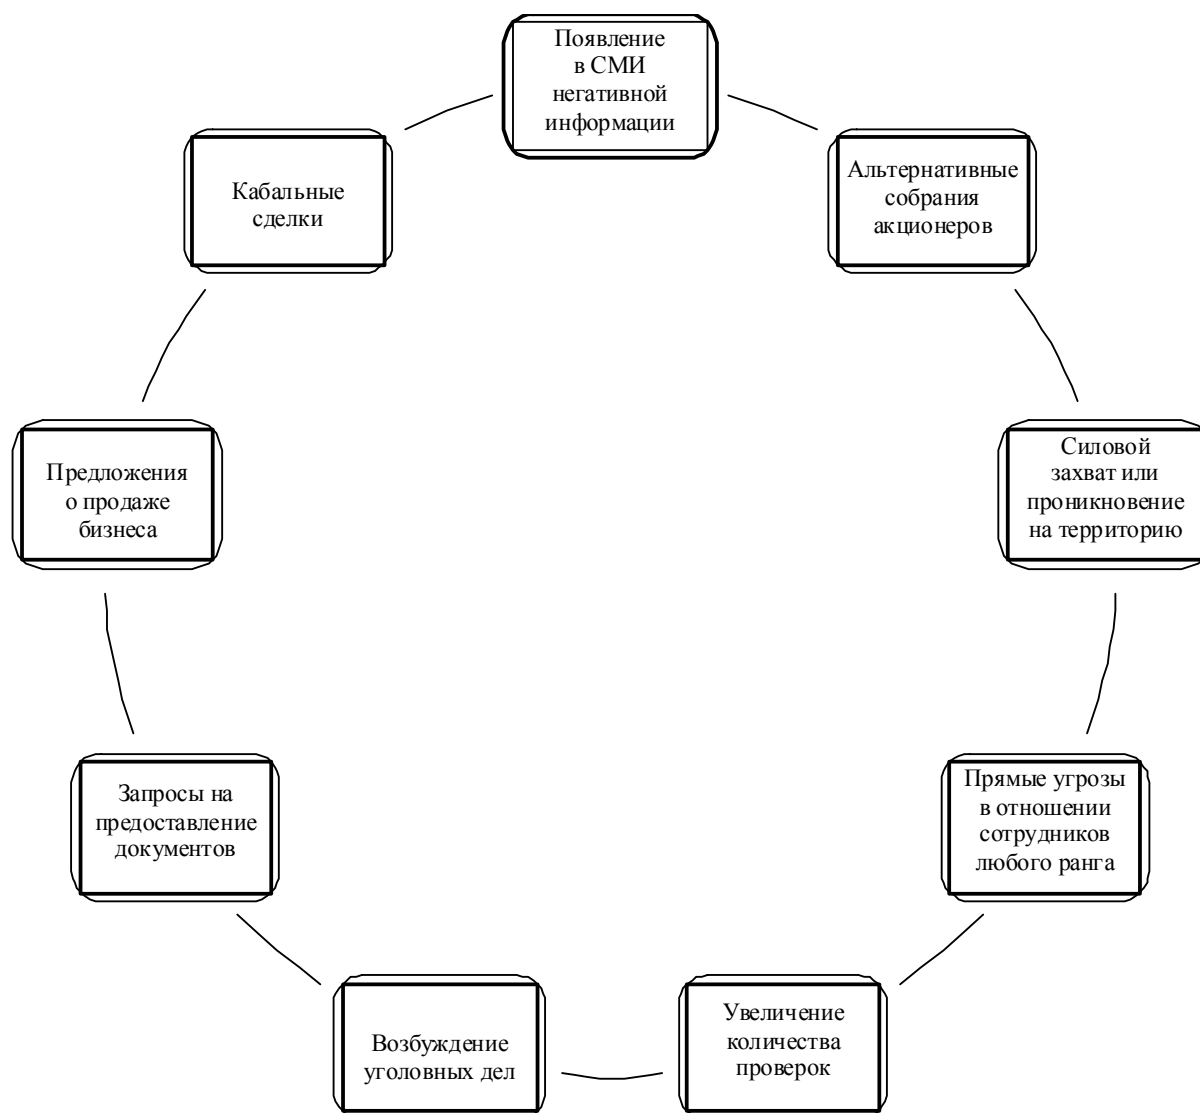 Появление
в СМИ
негативной
информации
Альтернативные
собрания
акционеров
Силовой
захват или
проникновение
на территорию
Прямые угрозы
в отношении
сотрудников
любого ранга
Увеличение
количества
проверок
Возбуждение
уголовных дел
Запросы на
предоставление
документов
Предложения
о продаже
бизнеса
Кабальные
сделки